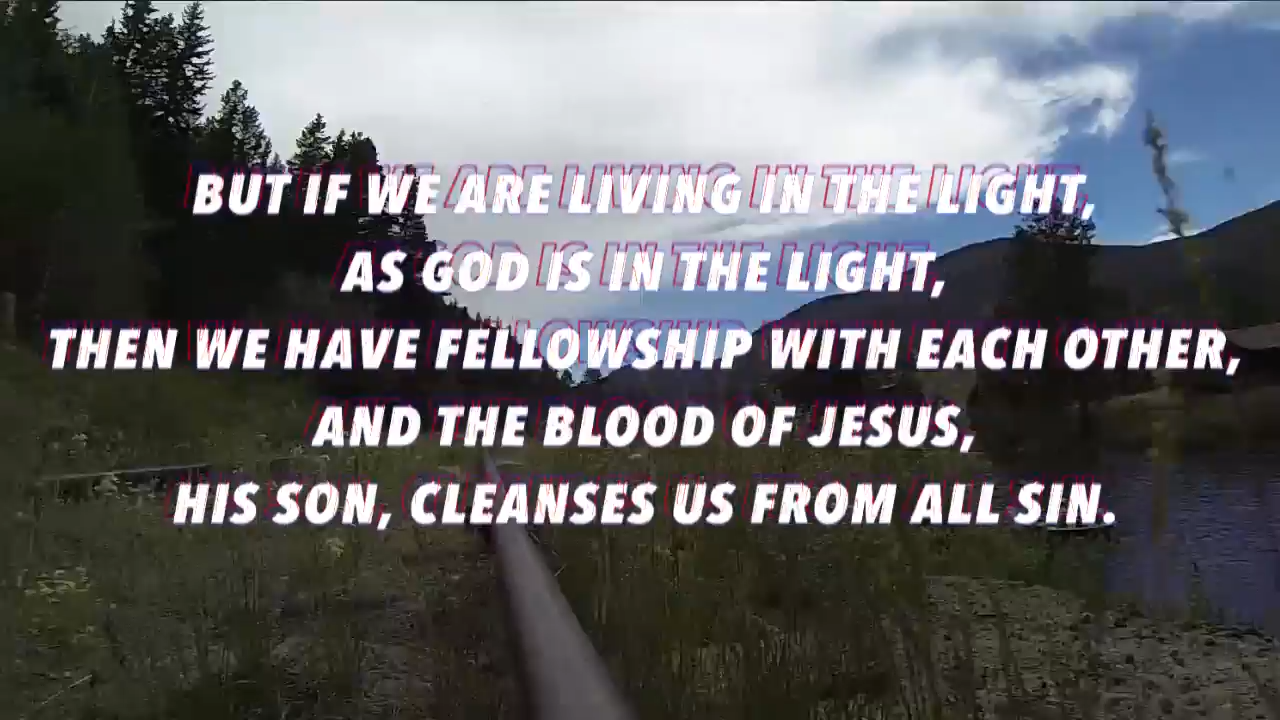 BUT IF WE ARE LIVING IN THE LIGHT,
AS GOD IS IN THE LIGHT,
THEN WE HAVE FELLOWSHIP WITH EACH OTHER,
AND THE BLOOD OF JESUS,
HIS SON, CLEANSES US FROM ALL SIN.